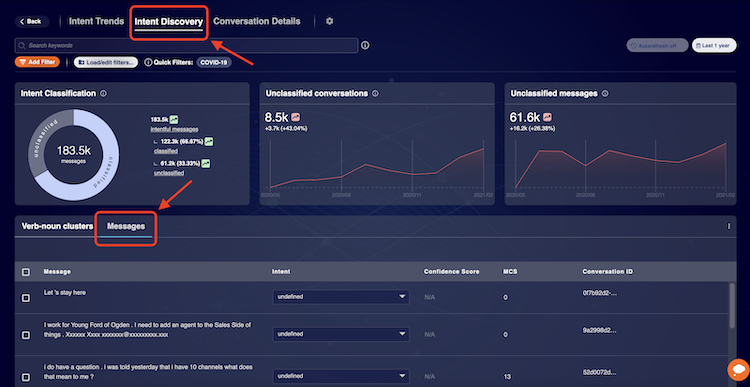 Back
Intent Trends
Intent Discovery
Conversation Details
Search keywords
Autorefresh off
Last 1 year
Add Filter
Load/edit filters...
Quick Filters:
COVID-19
Intent Classification
183.5k
messages
unclassified
classified
183.5k
intentful messages
122.3k (66.67%)
classified
61.2k (33.33%)
unclassified
Unclassified conversations
8.5k
+3.7k (+43.04%)
2020/05
2020/08
2020/11
2021/02
Unclassified messages
61.6k
+16.2k (+26.38%)
2020/05
2020/08
2020/11
2021/02
Verb-noun clusters
Messages
Message
Intent
Confidence Score
MCS
Conversation ID
Let 's stay here
undefined
N/A
0
0f7b92d2-...
I work for Young Ford of Ogden . I need to add an agent to the Sales Side of
things . Xxxxxx Xxxx xxxxxxx@xxxxxxxxxx.xxx
undefined
N/A
0
9a2998d2...
i do have a question . i was told yesterday that i have 10 channels what does
that mean to me ?
undefined
N/A
13
52d0072d...